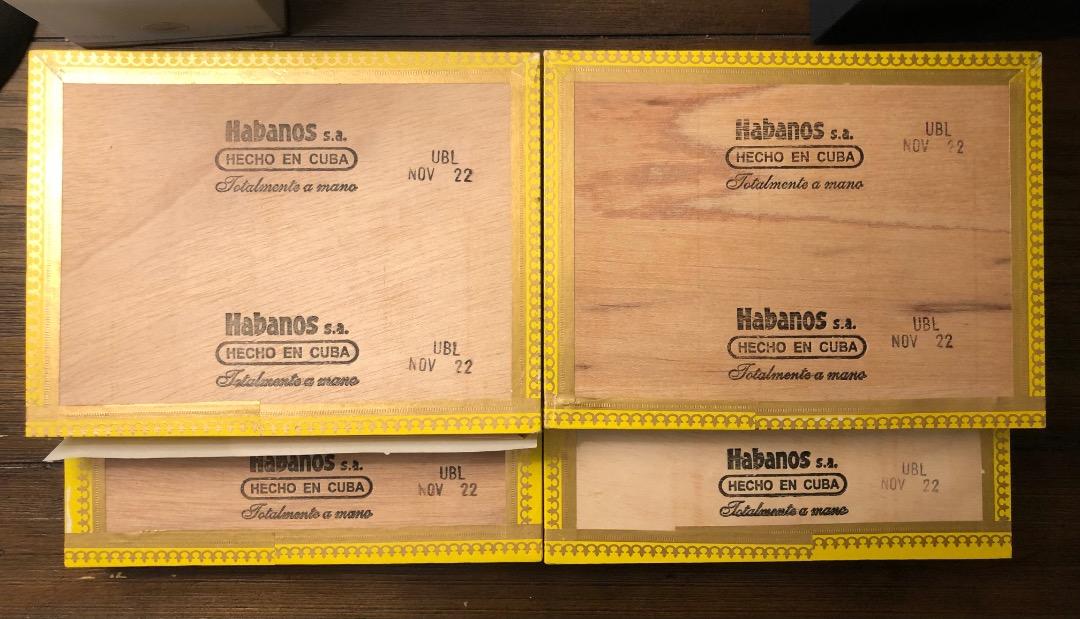 Habanos s.a.
HECHO EN CUBA
Totalmente a mano
UBL
NOV 22
Habanos s.a.
HECHO EN CUBA
Totalmente a mano
UBL
NOV 22
Habanos s.a.
HECHO EN CUBA
Totalmente a mano
UBL
NOV 22
Habanos s.a.
HECHO EN CUBA
Totalmente a mano
UBL
NOV 22
Habanos s.a.
HECHO EN CUBA
Totalmente a mano
UBL
NOV 22
Habanos s.a.
HECHO EN CUBA
Totalmente a mano
UBL
NOV 22